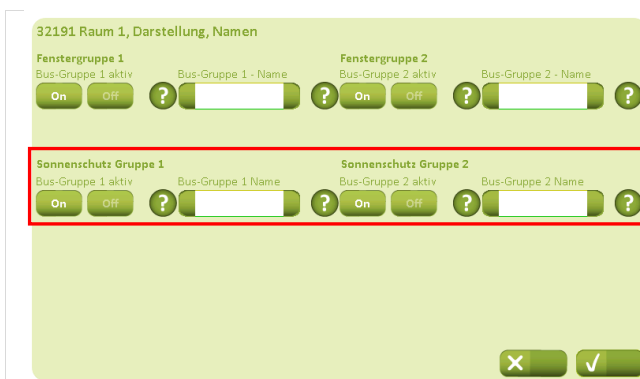 32191 Raum 1, Darstellung, Namen
Fenstergruppe 1 Fenstergruppe 2
Bus-Gruppe 1 aktiv Bus-Gruppe 1 - Name Bus-Gruppe 2 aktiv Bus-Gruppe 2 - Name
On Off ? ? On Off ? ?
Sonnenschutz Gruppe 1 Sonnenschutz Gruppe 2
Bus-Gruppe 1 aktiv Bus-Gruppe 1 Name Bus-Gruppe 2 aktiv Bus-Gruppe 2 Name
On Off ? ? On Off ? ?